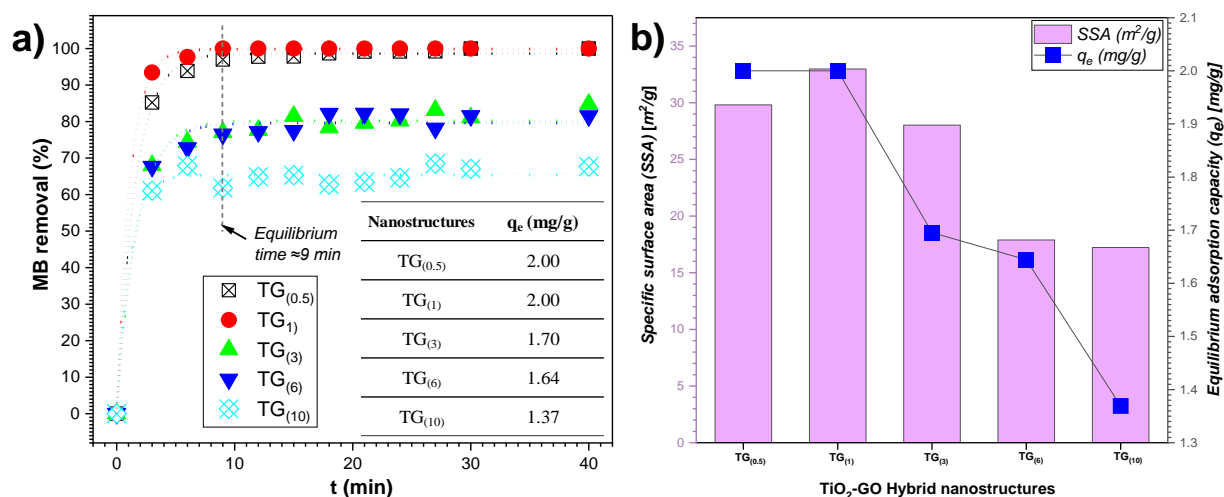 a)
MB removal (%)
100
90
80
70
60
50
40
30
20
10
0
0
10
20
30
40
t (min)
Equilibrium
time ≈9 min
TG(0.5)
TG1)
TG(3)
TG(6)
TG(10)
Nanostructures qe (mg/g)
TG(0.5) 2.00
TG(1) 2.00
TG(3) 1.70
TG(6) 1.64
TG(10) 1.37
b)
Specific surface area (SSA) [m²/g]
35
30
25
20
15
10
5
0
SSA (m²/g)
qe (mg/g)
2.1
2.0
1.9
1.8
1.7
1.6
1.5
1.4
1.3
Equilibrium adsorption capacity (qe) [mg/g]
TG(0.5)
TG(1)
TG(3)
TG(6)
TG(10)
TiO2-GO Hybrid nanostructures